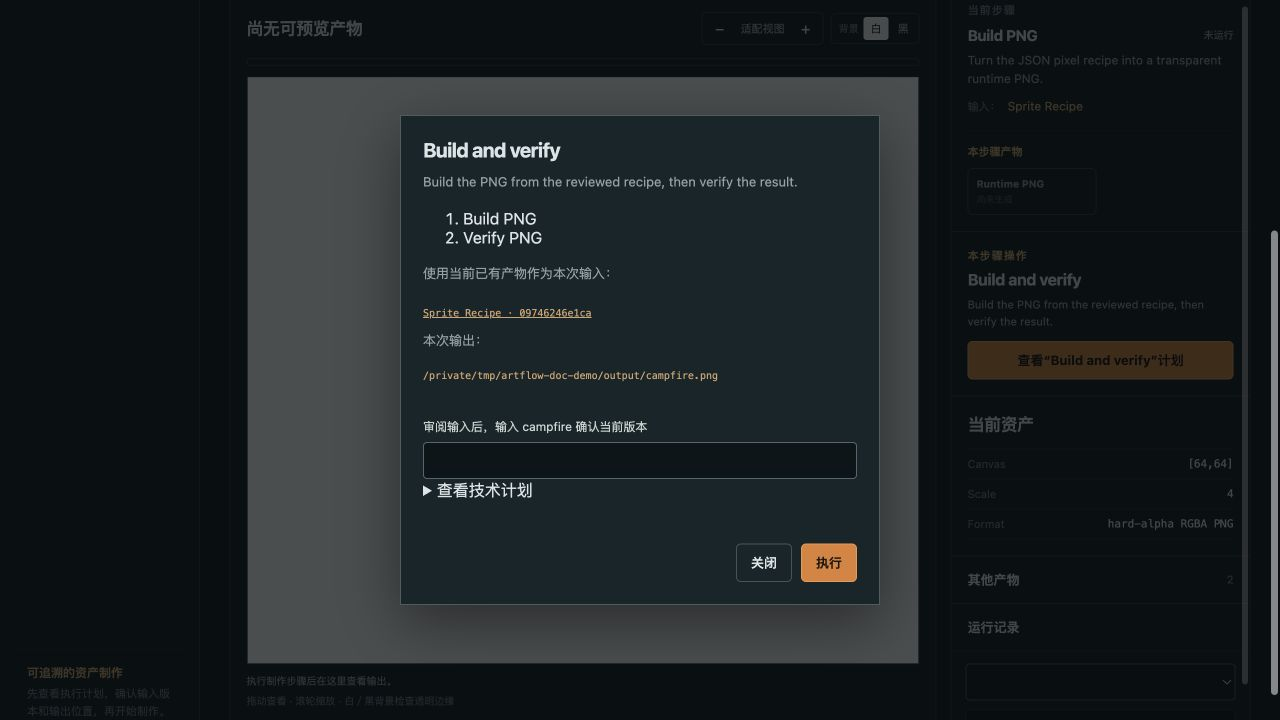 尚无可预览产物
− 适配视图 +
背景 白 黑
Build and verify
Build the PNG from the reviewed recipe, then verify the result.
1. Build PNG
2. Verify PNG
使用当前已有产物作为本次输入：
Sprite Recipe · 09746246e1ca
本次输出：
/private/tmp/artflow-doc-demo/output/campfire.png
审阅输入后，输入 campfire 确认当前版本
▶ 查看技术计划
关闭
执行
执行制作步骤后在这里查看输出。
拖动查看 · 滚轮缩放 · 白 / 黑背景检查透明边缘
可追溯的资产制作
先查看执行计划，确认输入版
本和输出位置，再开始制作。
当前步骤
Build PNG
未运行
Turn the JSON pixel recipe into a transparent
runtime PNG.
输入： Sprite Recipe
本步骤产物
Runtime PNG
尚未生成
本步骤操作
Build and verify
Build the PNG from the reviewed recipe, then
verify the result.
查看“Build and verify”计划
当前资产
Canvas [64,64]
Scale 4
Format hard-alpha RGBA PNG
其他产物 2
运行记录